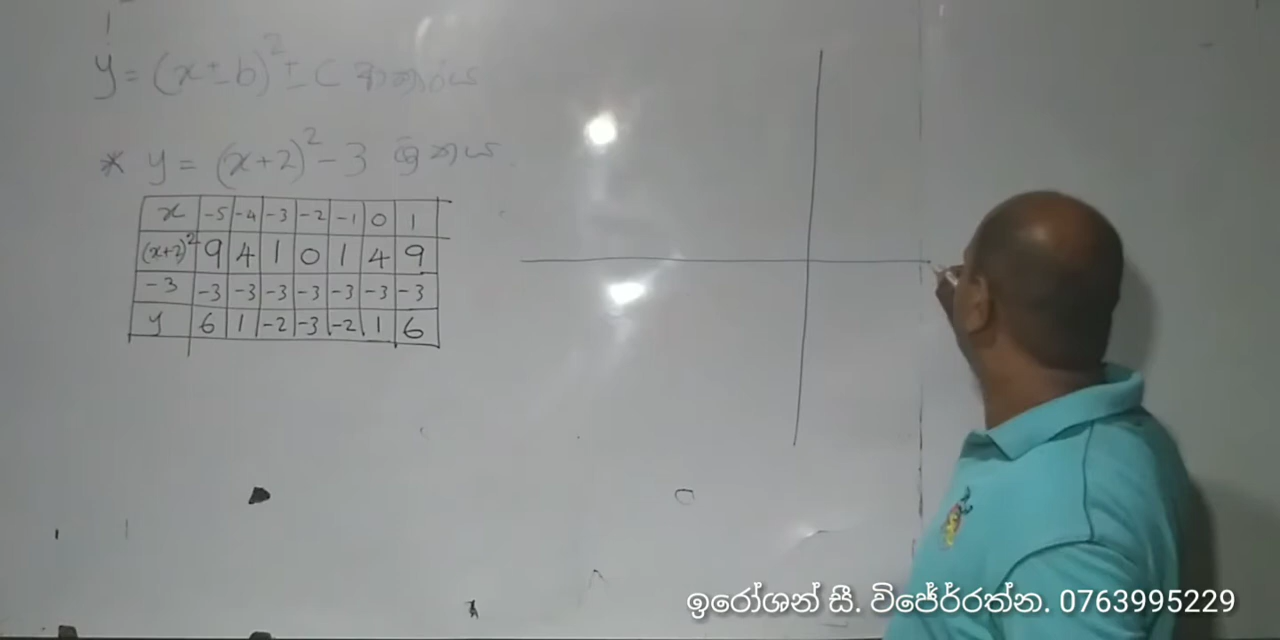 y = (x ± b)² ± c ආකාරය
* y = (x+2)² - 3 ශ්‍රිතය.
x -5 -4 -3 -2 -1 0 1
(x+2)² 9 4 1 0 1 4 9
-3 -3 -3 -3 -3 -3 -3 -3
y 6 1 -2 -3 -2 1 6
ඉරෝශන් සී. විජේර්රත්න. 0763995229